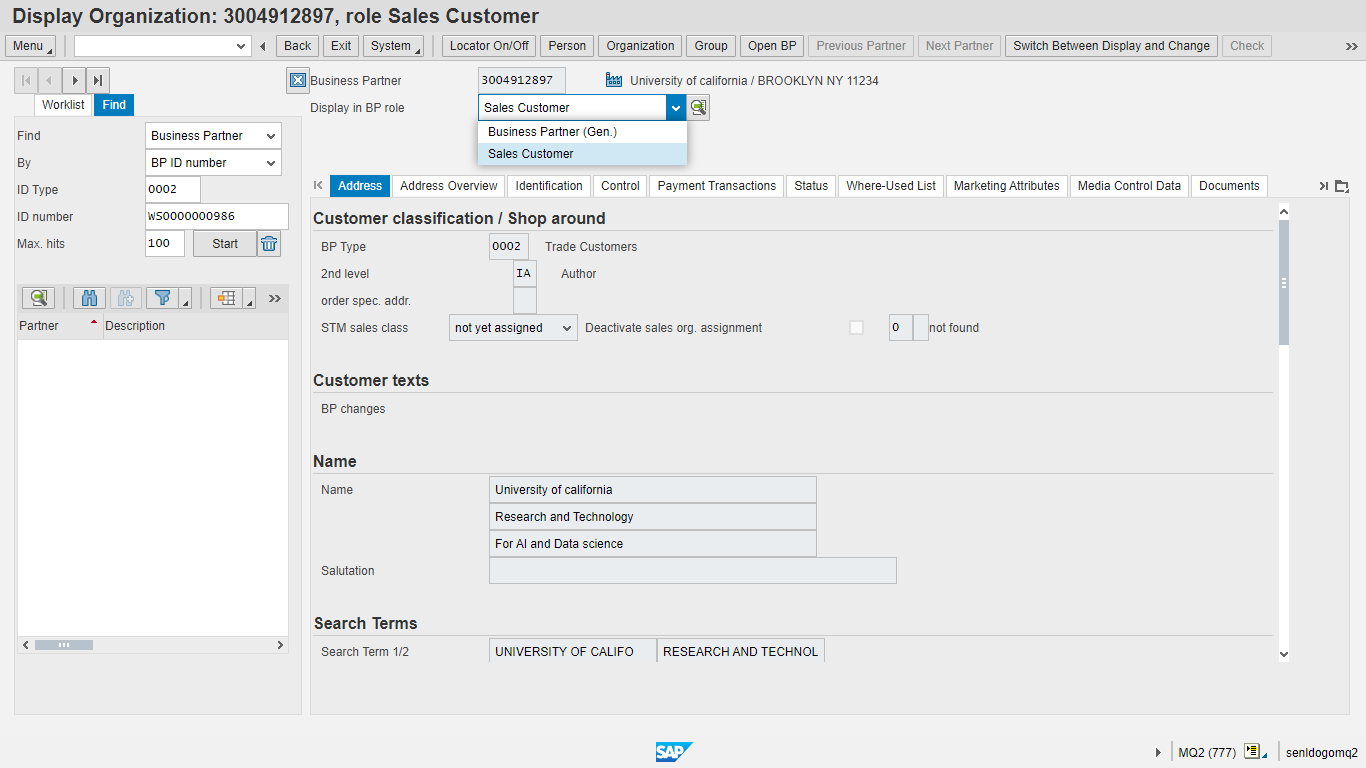 Display Organization: 3004912897, role Sales Customer
Menu Back Exit System Locator On/Off Person Organization Group Open BP Previous Partner Next Partner Switch Between Display and Change Check
Business Partner 3004912897 University of california / BROOKLYN NY 11234
Worklist Find
Display in BP role Sales Customer
Business Partner (Gen.)
Sales Customer
Find Business Partner
By BP ID number
ID Type 0002
ID number WS0000000986
Max. hits 100 Start
Partner Description
Address Address Overview Identification Control Payment Transactions Status Where-Used List Marketing Attributes Media Control Data Documents
Customer classification / Shop around
BP Type 0002 Trade Customers
2nd level IA Author
order spec. addr.
STM sales class not yet assigned Deactivate sales org. assignment 0 not found
Customer texts
BP changes
Name
Name University of california
Research and Technology
For AI and Data science
Salutation
Search Terms
Search Term 1/2 UNIVERSITY OF CALIFO RESEARCH AND TECHNOL
SAP MQ2 (777) senldogomq2